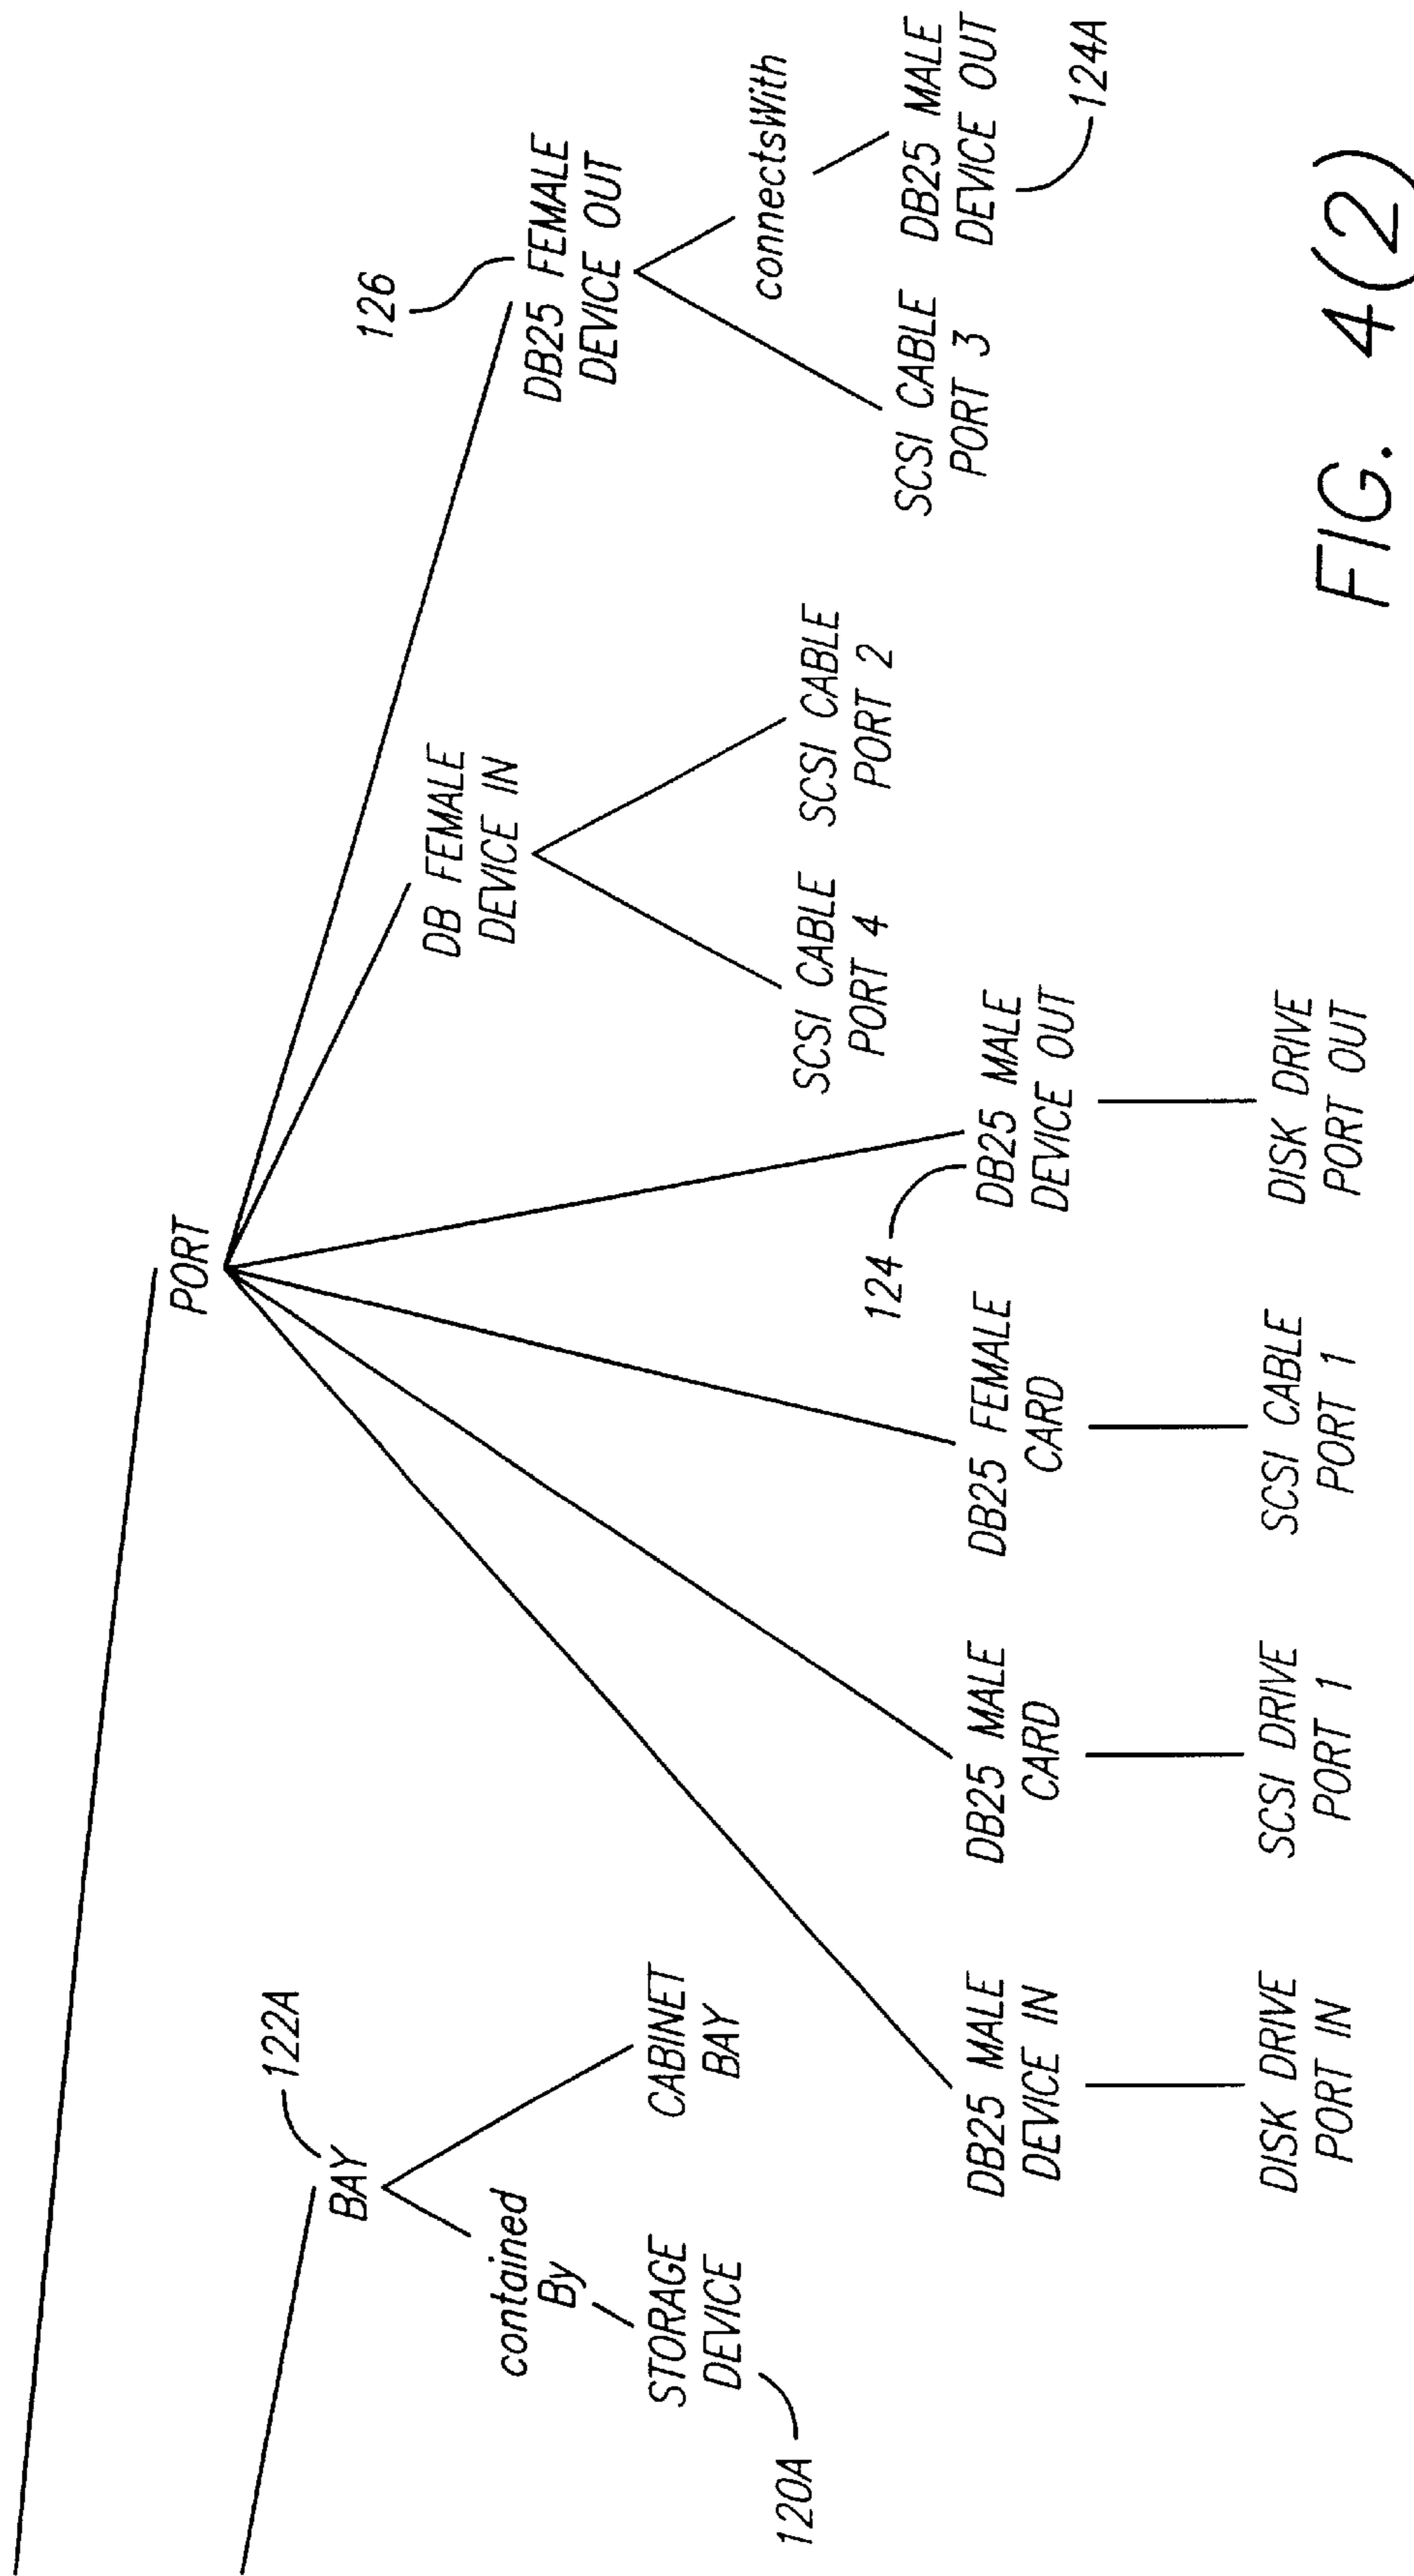 PORT
122A
BAY
contained
By
STORAGE
DEVICE
120A
CABINET
BAY
126
DB25 FEMALE
DEVICE OUT
connectsWith
SCSI CABLE
PORT 3
DB25 MALE
DEVICE OUT
124A
DB FEMALE
DEVICE IN
SCSI CABLE
PORT 4
SCSI CABLE
PORT 2
DB25 MALE
DEVICE IN
DB25 MALE
CARD
DB25 FEMALE
CARD
124
DB25 MALE
DEVICE OUT
DISK DRIVE
PORT IN
SCSI DRIVE
PORT 1
SCSI CABLE
PORT 1
DISK DRIVE
PORT OUT
FIG. 4(2)